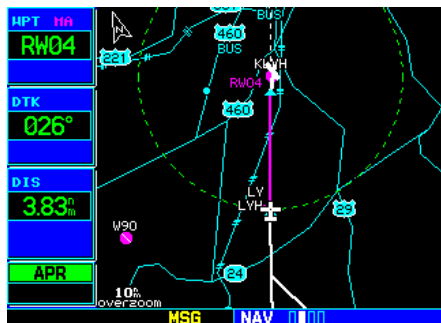 WPT MA
RW04
DTK
026°
DIS
3.83nm
APR
N
221
460
BUS
BUS
460
KLYH
RW04
LY
LYH
W90
29
24
10nm
overzoom
MSG
NAV